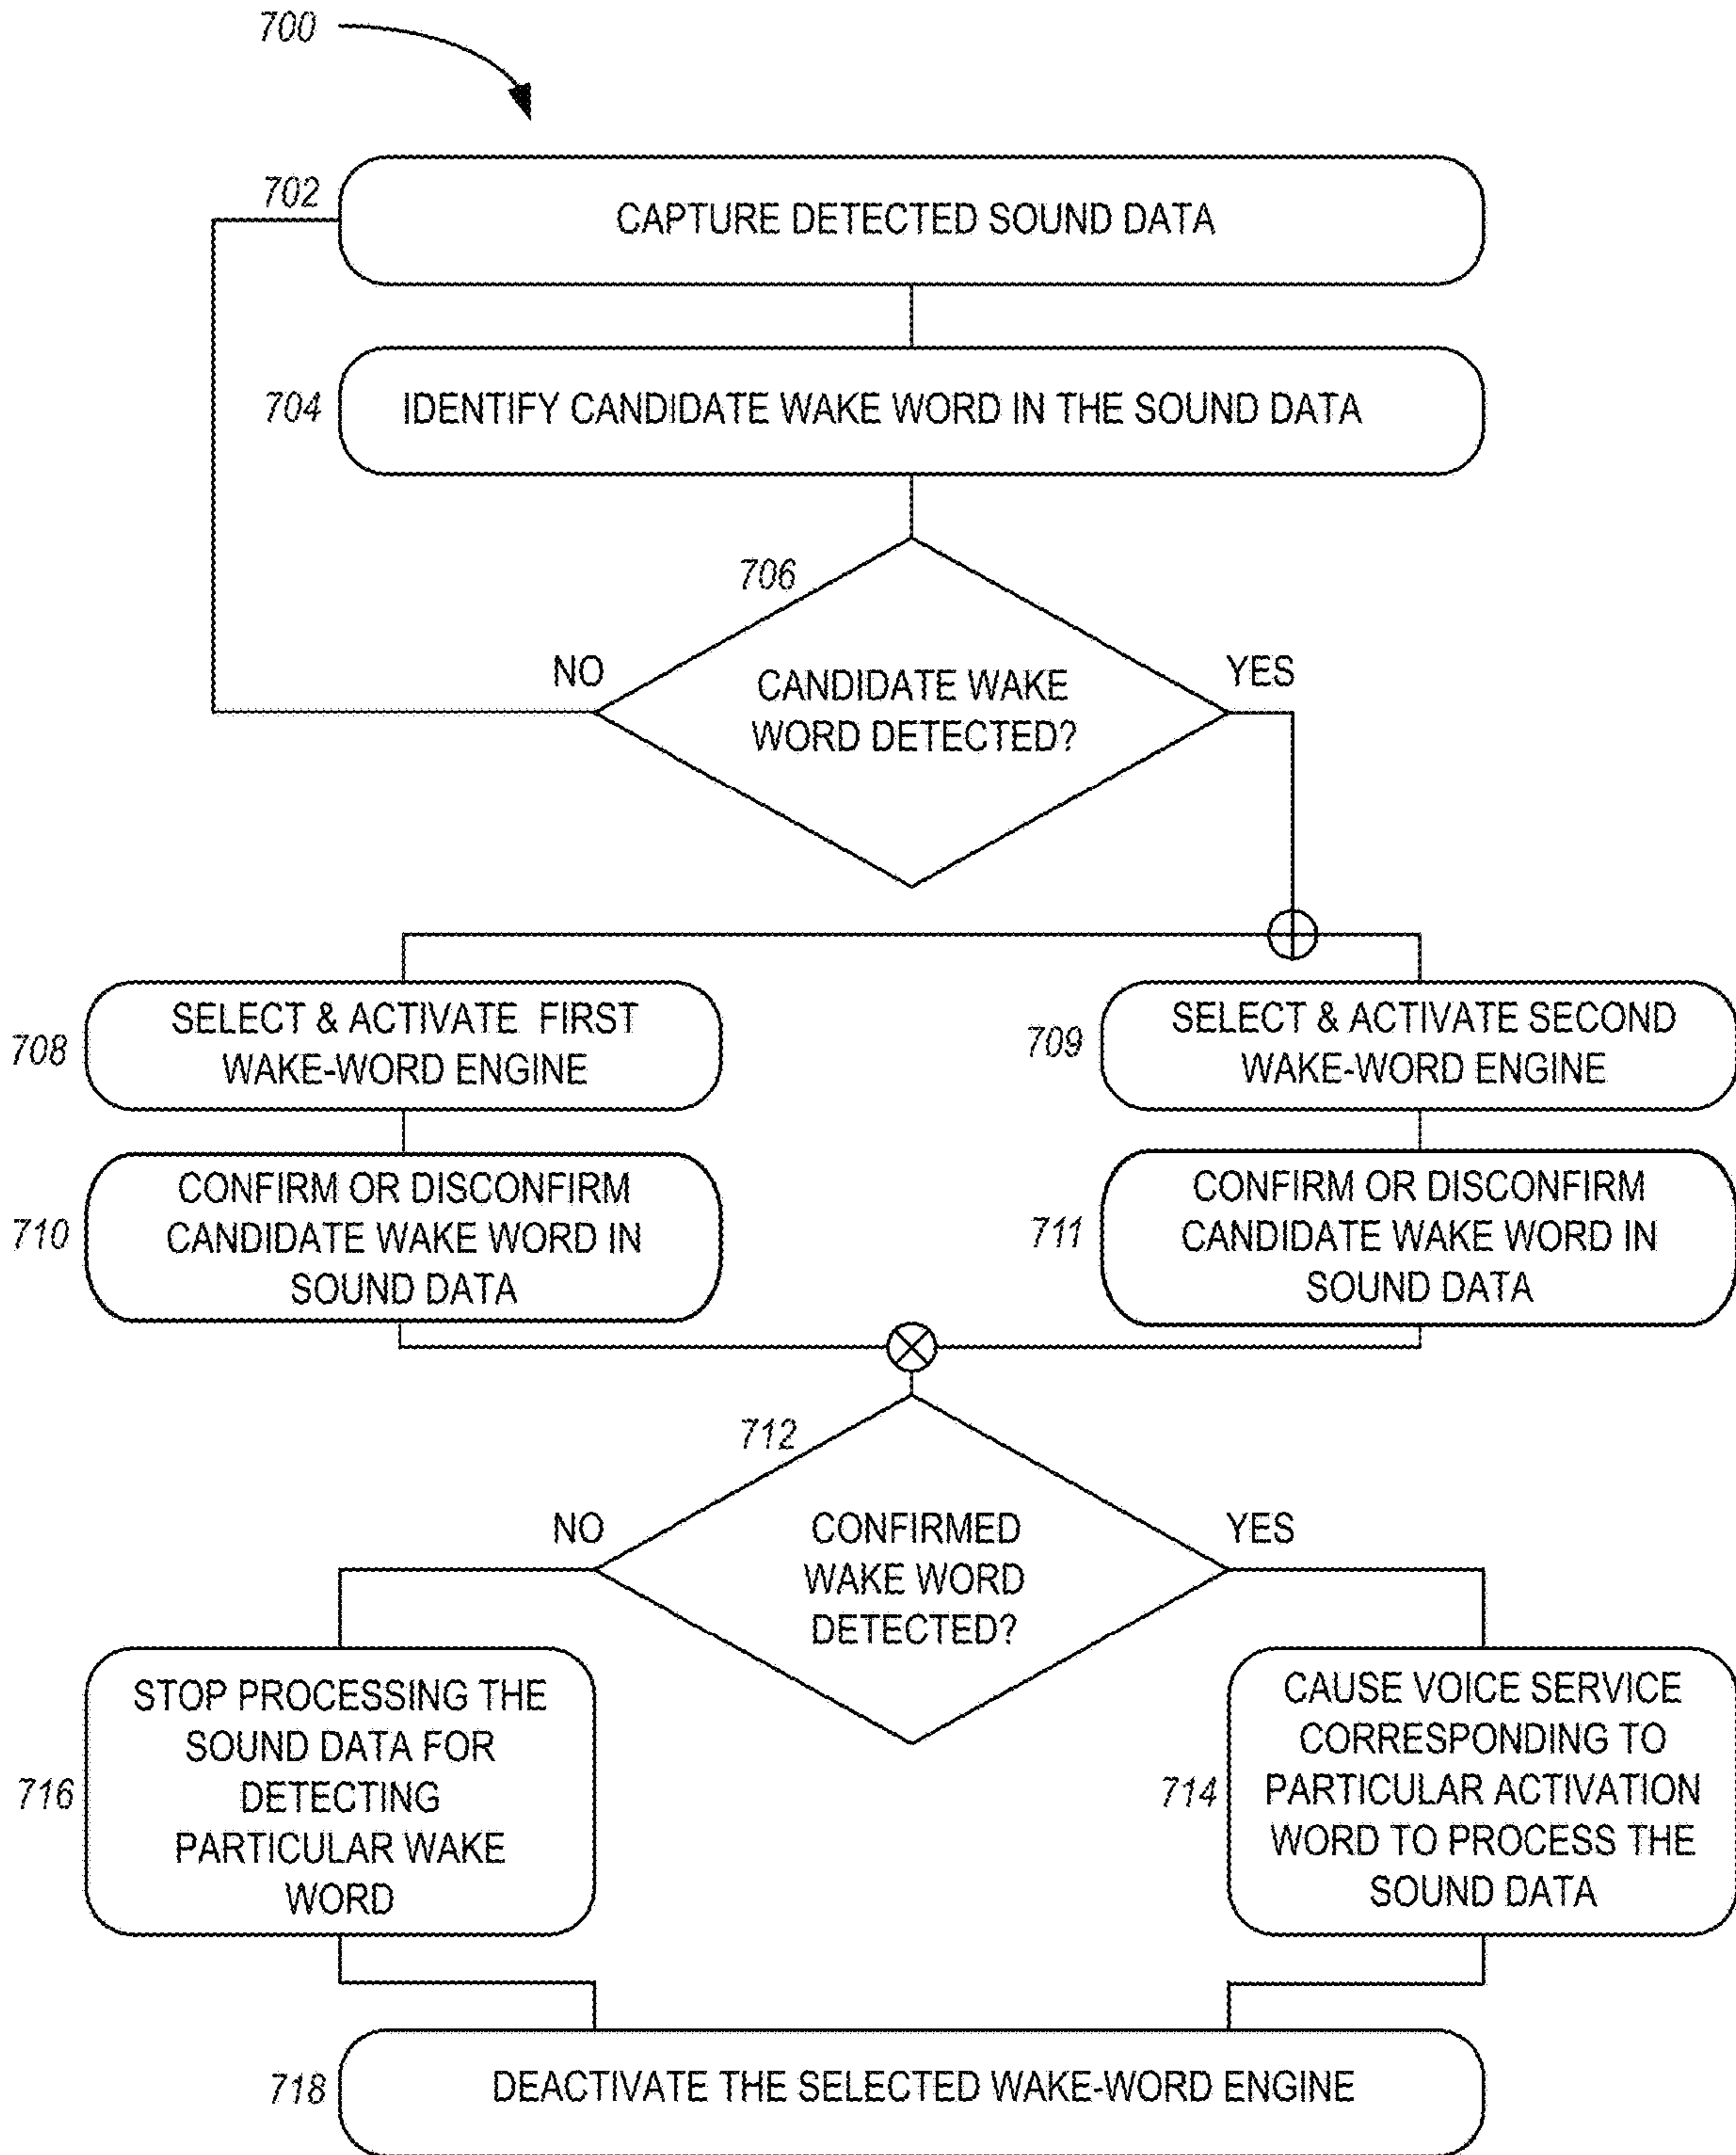 700
702
CAPTURE DETECTED SOUND DATA
704
IDENTIFY CANDIDATE WAKE WORD IN THE SOUND DATA
706
NO
YES
CANDIDATE WAKE
WORD DETECTED?
708
SELECT & ACTIVATE FIRST
WAKE-WORD ENGINE
709
SELECT & ACTIVATE SECOND
WAKE-WORD ENGINE
710
CONFIRM OR DISCONFIRM
CANDIDATE WAKE WORD IN
SOUND DATA
711
CONFIRM OR DISCONFIRM
CANDIDATE WAKE WORD IN
SOUND DATA
712
NO
YES
CONFIRMED
WAKE WORD
DETECTED?
716
STOP PROCESSING THE
SOUND DATA FOR
DETECTING
PARTICULAR WAKE
WORD
714
CAUSE VOICE SERVICE
CORRESPONDING TO
PARTICULAR ACTIVATION
WORD TO PROCESS THE
SOUND DATA
718
DEACTIVATE THE SELECTED WAKE-WORD ENGINE